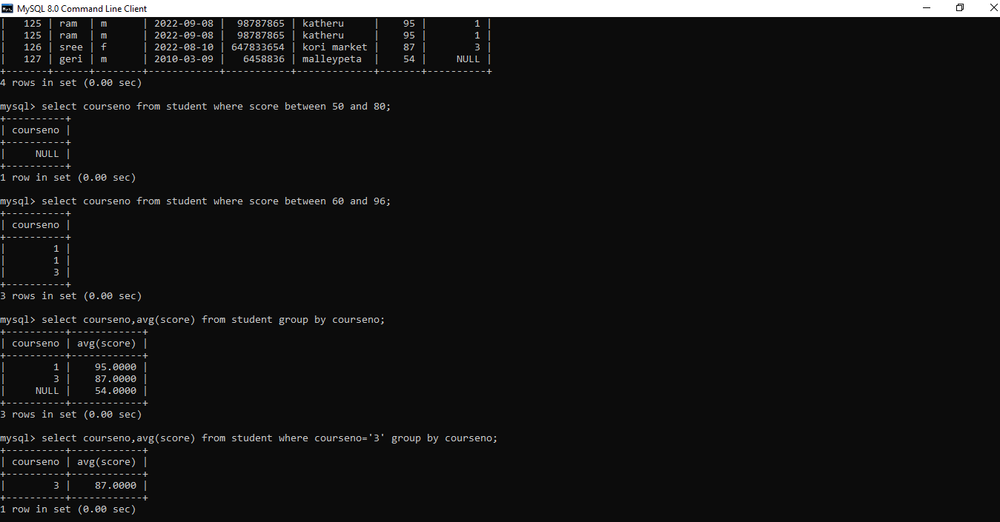 MySQL 8.0 Command Line Client
|   125 | ram  | m      | 2022-09-08 |  98787865 | katheru     |    95 |        1 |
|   125 | ram  | m      | 2022-09-08 |  98787865 | katheru     |    95 |        1 |
|   126 | sree | f      | 2022-08-10 | 647833654 | kori market |    87 |        3 |
|   127 | geri | m      | 2010-03-09 |   6458836 | malleypeta  |    54 |     NULL |
+-------+------+--------+------------+-----------+-------------+-------+----------+
4 rows in set (0.00 sec)
mysql> select courseno from student where score between 50 and 80;
+----------+
| courseno |
+----------+
|     NULL |
+----------+
1 row in set (0.00 sec)
mysql> select courseno from student where score between 60 and 96;
+----------+
| courseno |
+----------+
|        1 |
|        1 |
|        3 |
+----------+
3 rows in set (0.00 sec)
mysql> select courseno,avg(score) from student group by courseno;
+----------+------------+
| courseno | avg(score) |
+----------+------------+
|        1 |    95.0000 |
|        3 |    87.0000 |
|     NULL |    54.0000 |
+----------+------------+
3 rows in set (0.00 sec)
mysql> select courseno,avg(score) from student where courseno='3' group by courseno;
+----------+------------+
| courseno | avg(score) |
+----------+------------+
|        3 |    87.0000 |
+----------+------------+
1 row in set (0.00 sec)